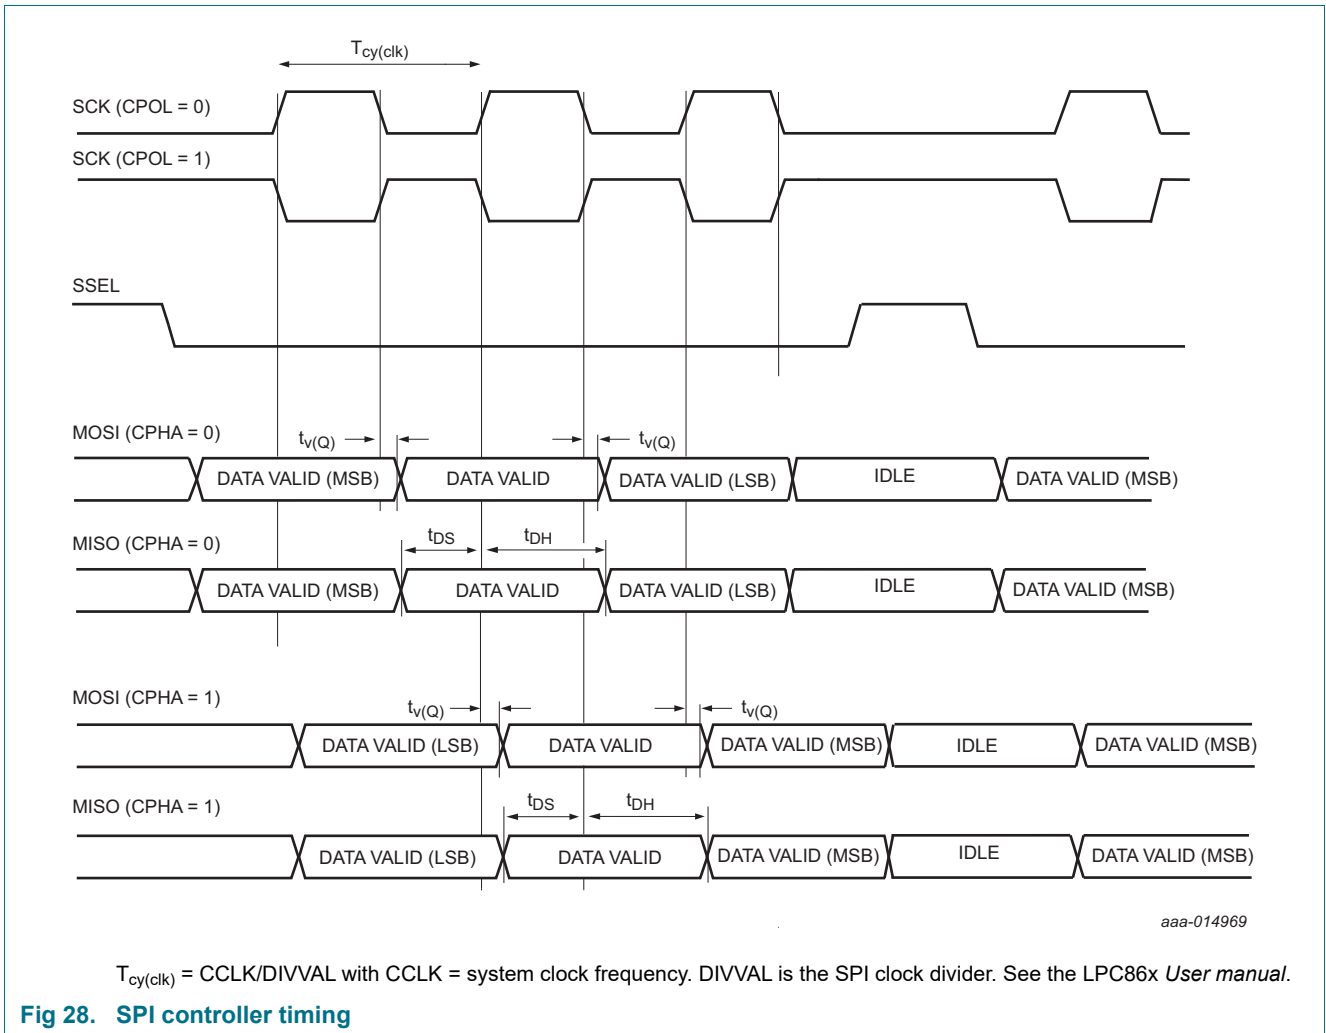 Tcy(clk)
SCK (CPOL = 0)
SCK (CPOL = 1)
SSEL
MOSI (CPHA = 0)
tv(Q) tv(Q)
DATA VALID (MSB) DATA VALID DATA VALID (LSB) IDLE DATA VALID (MSB)
MISO (CPHA = 0)
tDS tDH
DATA VALID (MSB) DATA VALID DATA VALID (LSB) IDLE DATA VALID (MSB)
MOSI (CPHA = 1)
tv(Q) tv(Q)
DATA VALID (LSB) DATA VALID DATA VALID (MSB) IDLE DATA VALID (MSB)
MISO (CPHA = 1)
tDS tDH
DATA VALID (LSB) DATA VALID DATA VALID (MSB) IDLE DATA VALID (MSB)
aaa-014969
Tcy(clk) = CCLK/DIVVAL with CCLK = system clock frequency. DIVVAL is the SPI clock divider. See the LPC86x User manual.
Fig 28. SPI controller timing